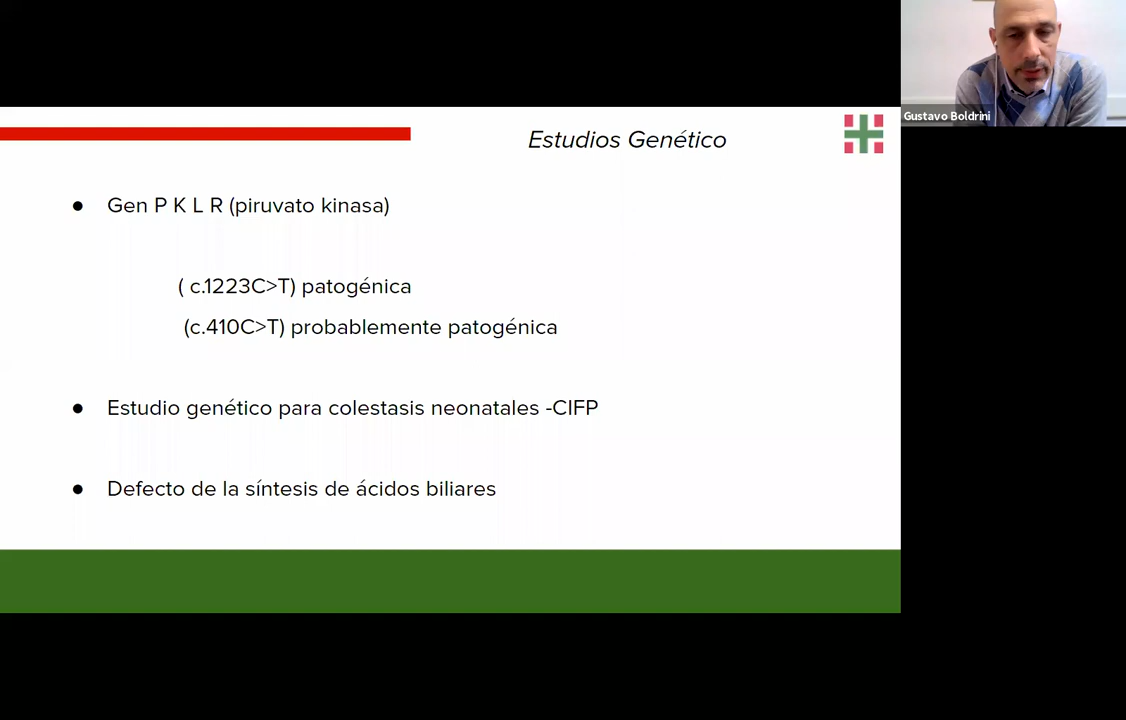 Estudios Genético
Gustavo Boldrini
● Gen P K L R (piruvato kinasa)
( c.1223C>T) patogénica
(c.410C>T) probablemente patogénica
● Estudio genético para colestasis neonatales -CIFP
● Defecto de la síntesis de ácidos biliares